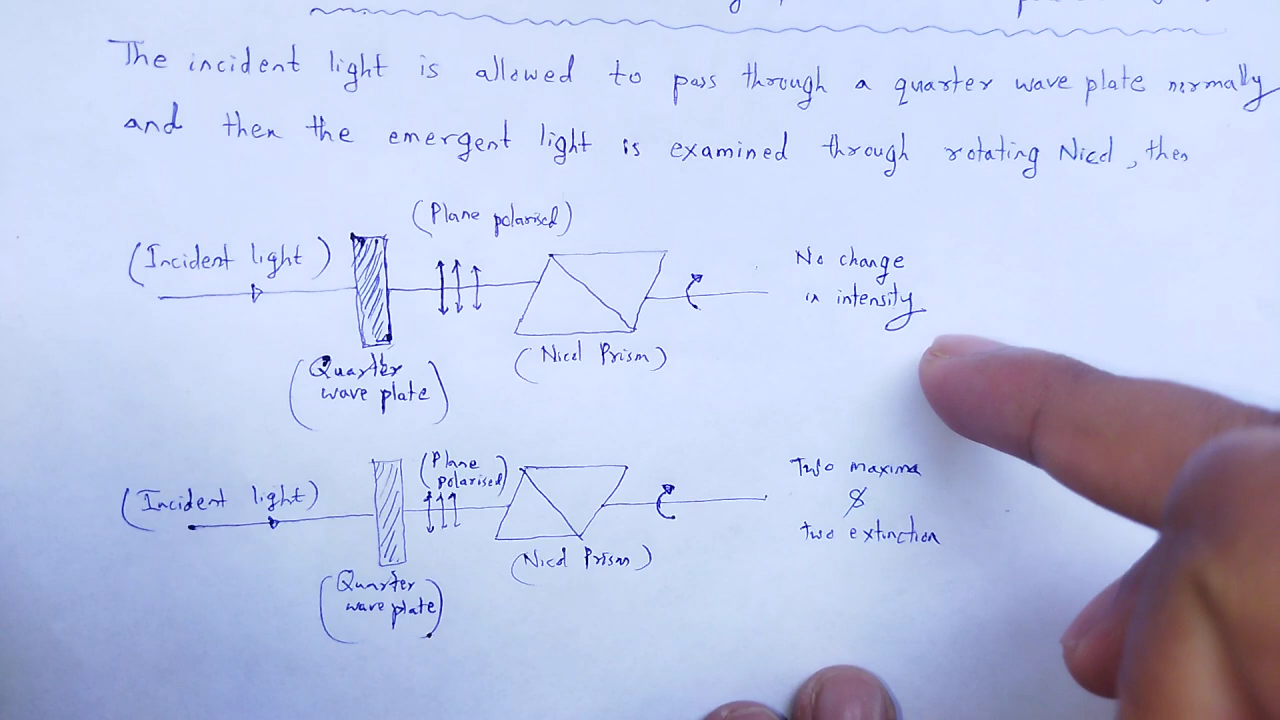 The incident light is allowed to pass through a quarter wave plate normally
and then the emergent light is examined through rotating Nicol, then
(Plane polarised)
(Incident light)
No change
in intensity
(Nicol Prism)
(Quarter
wave plate)
(Plane
polarised)
(Incident light)
Two maxima
&
two extinction
(Nicol Prism)
(Quarter
wave plate)